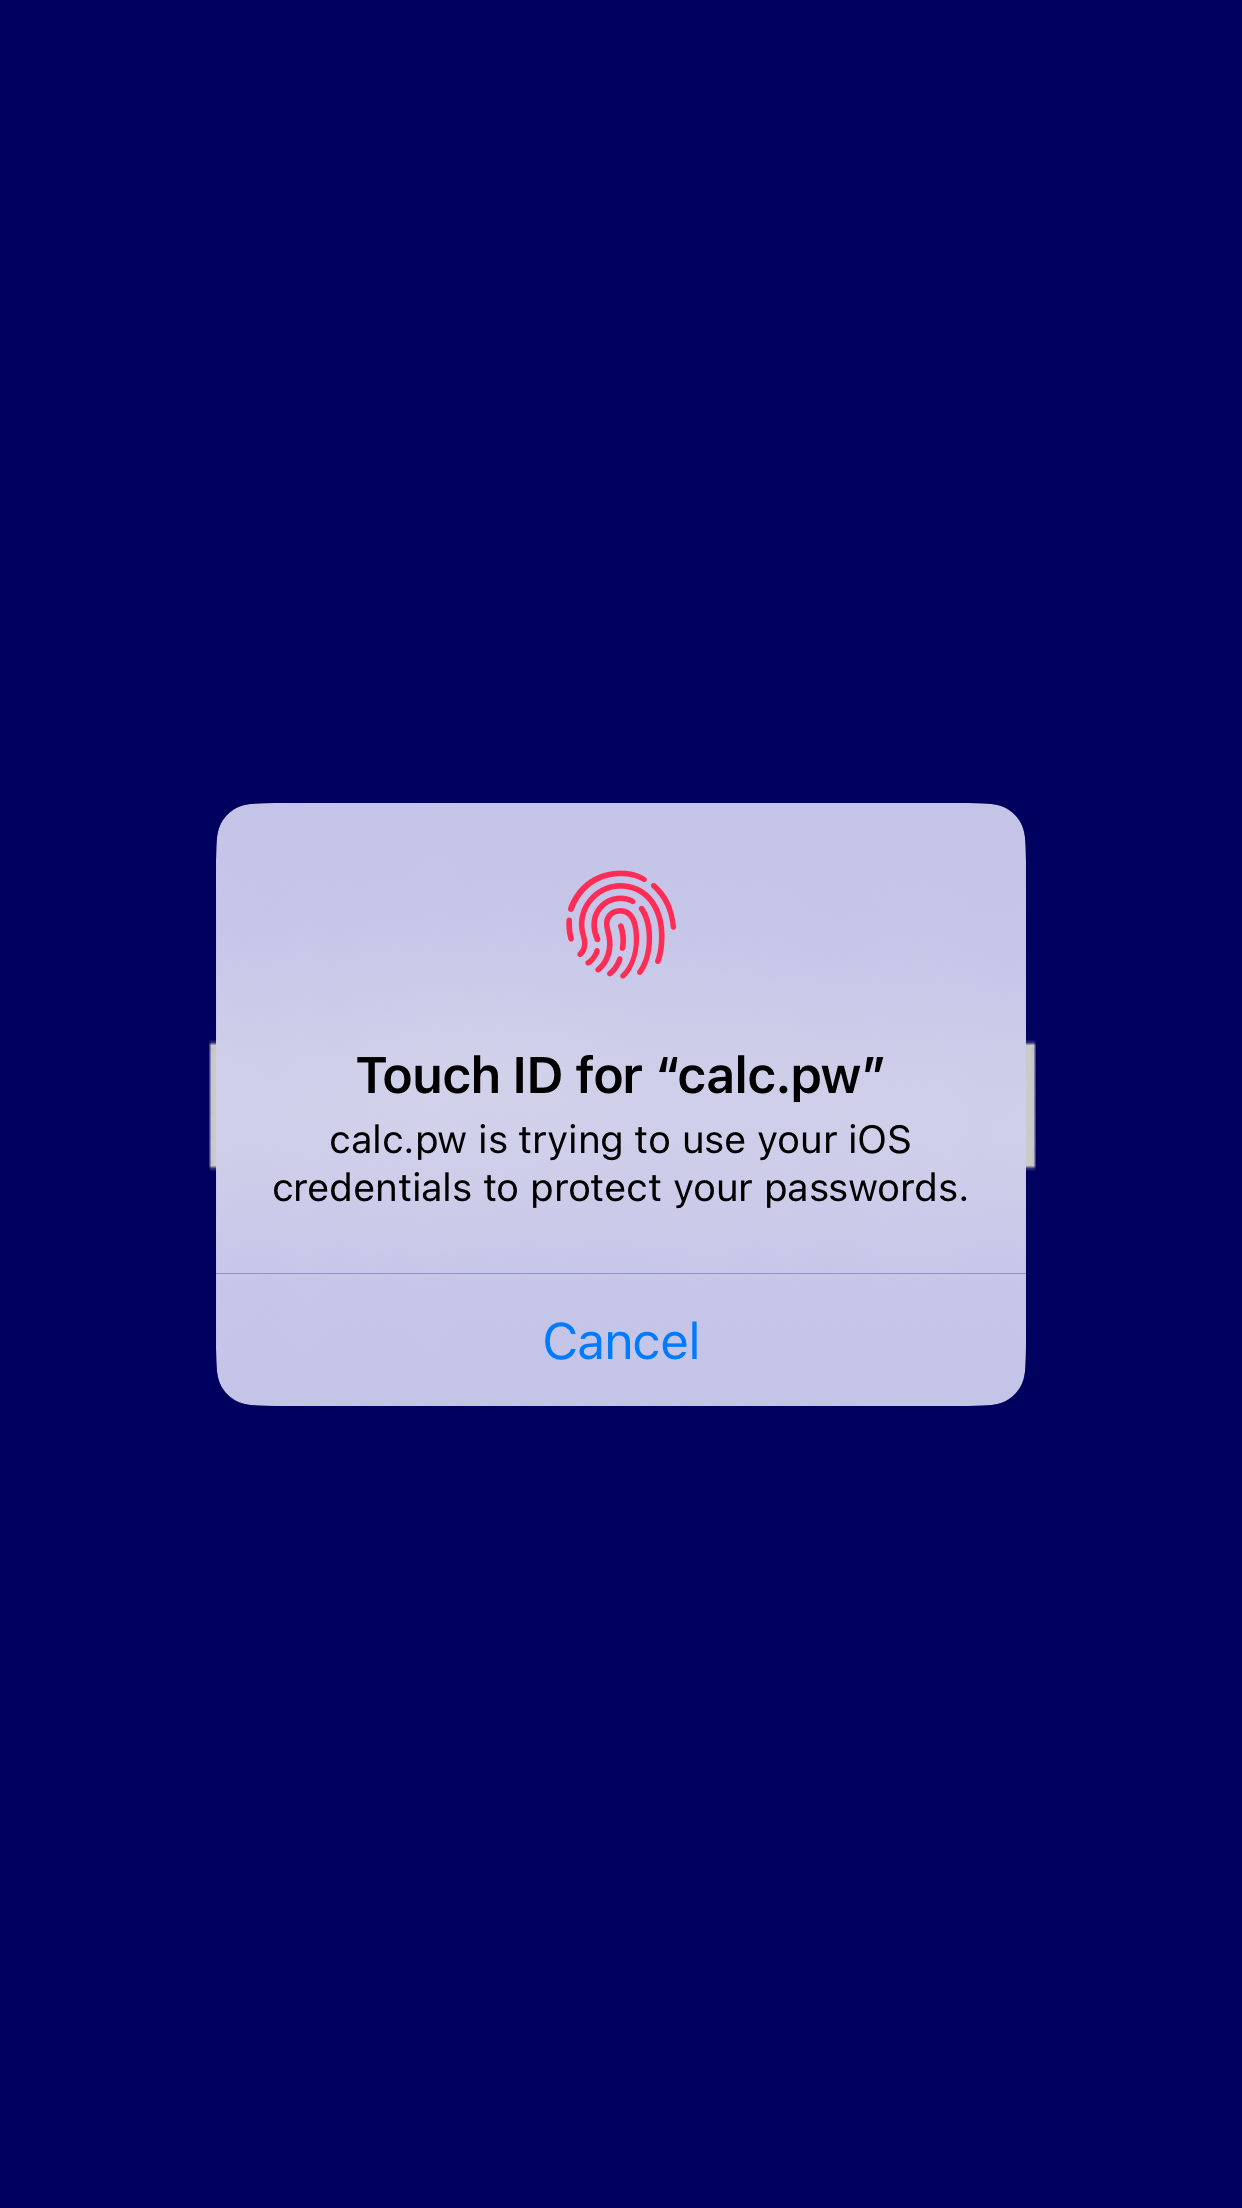 Touch ID for “calc.pw”
calc.pw is trying to use your iOS
credentials to protect your passwords.
Cancel